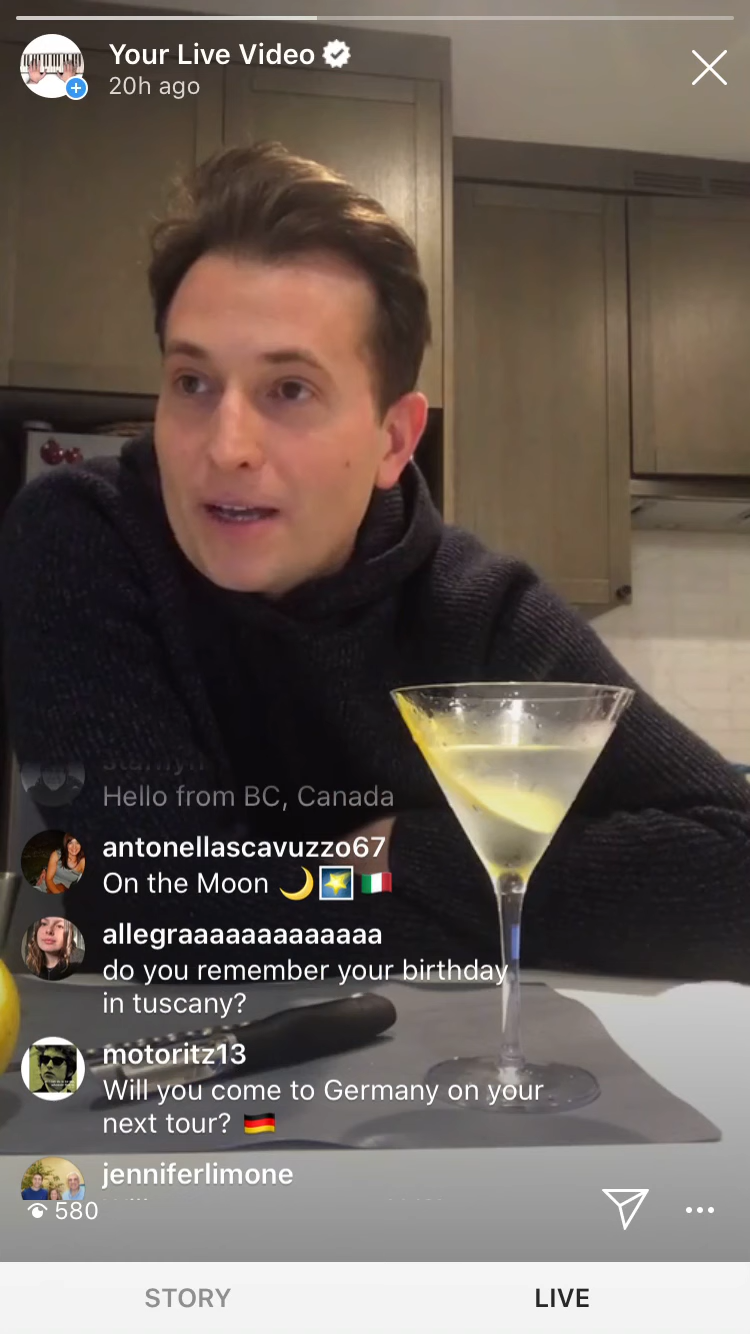 Your Live Video
20h ago
Hello from BC, Canada
antonellascavuzzo67
On the Moon 🌙🌠🇮🇹
allegraaaaaaaaaaaaaa
do you remember your birthday
in tuscany?
motoritz13
Will you come to Germany on your
next tour? 🇩🇪
jenniferlimone
580
STORY
LIVE